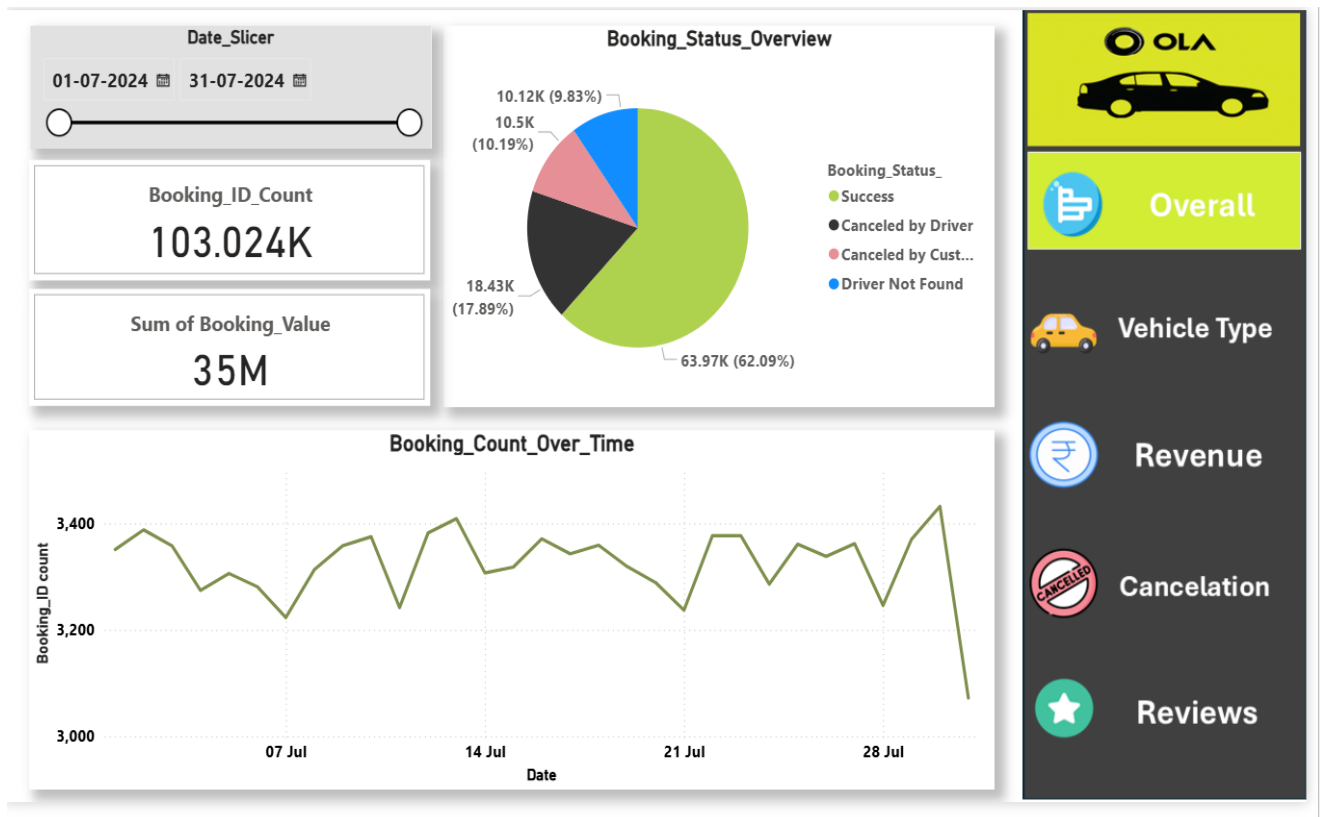 Date_Slicer
01-07-2024 31-07-2024
Booking_ID_Count
103.024K
Sum of Booking_Value
35M
Booking_Status_Overview
10.12K (9.83%)
10.5K
(10.19%)
18.43K
(17.89%)
63.97K (62.09%)
Booking_Status_
Success
Canceled by Driver
Canceled by Cust...
Driver Not Found
Booking_Count_Over_Time
Booking_ID count
3,400
3,200
3,000
07 Jul 14 Jul 21 Jul 28 Jul
Date
OLA
Overall
Vehicle Type
₹
Revenue
CANCELLED
Cancelation
Reviews